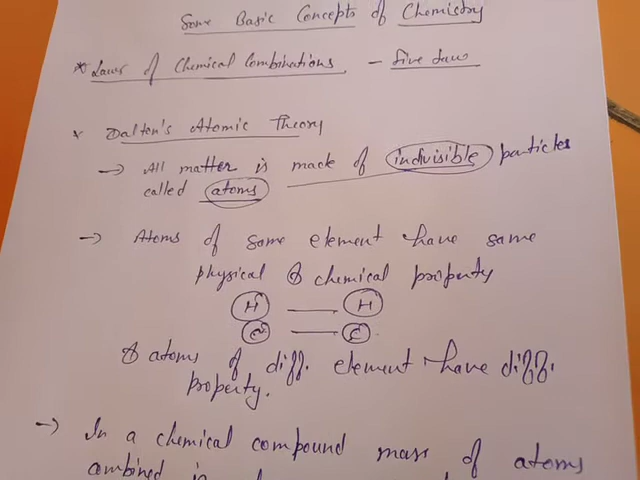 Some Basic Concepts of Chemistry
* Laws of Chemical Combinations - five laws
* Dalton's Atomic Theory
→ All matter is made of indivisible particles
called atoms
→ Atoms of same element have same
physical & chemical property
H — H
C — C
& atoms of diff. element have diff.
property.
→ In a chemical compound mass of atoms
ombined in